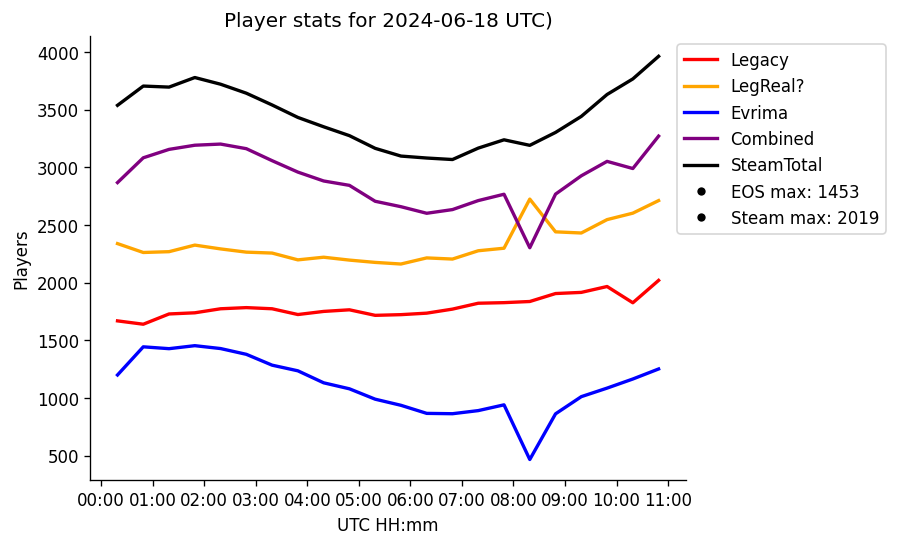 Player stats for 2024-06-18 UTC)
4000
3500
3000
2500
2000
1500
1000
500
Players
00:00 01:00 02:00 03:00 04:00 05:00 06:00 07:00 08:00 09:00 10:00 11:00
UTC HH:mm
Legacy
LegReal?
Evrima
Combined
SteamTotal
EOS max: 1453
Steam max: 2019